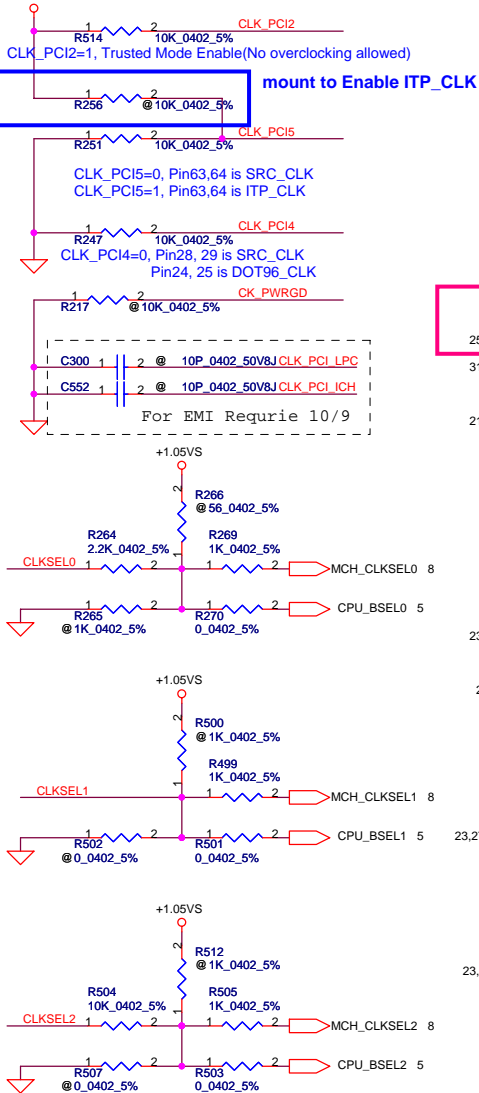 CLK_PCI2
1 2
R514 10K_0402_5%
CLK_PCI2=1, Trusted Mode Enable(No overclocking allowed)
mount to Enable ITP_CLK
1 2
R256 @10K_0402_5%
CLK_PCI5
1 2
R251 10K_0402_5%
CLK_PCI5=0, Pin63,64 is SRC_CLK
CLK_PCI5=1, Pin63,64 is ITP_CLK
CLK_PCI4
1 2
R247 10K_0402_5%
CLK_PCI4=0, Pin28, 29 is SRC_CLK
Pin24, 25 is DOT96_CLK
CK_PWRGD
1 2
R217 @10K_0402_5%
C300 1 2 @ 10P_0402_50V8J CLK_PCI_LPC
C552 1 2 @ 10P_0402_50V8J CLK_PCI_ICH
For EMI Requrie 10/9
+1.05VS
2
R266
@56_0402_5%
1
R264 R269
2.2K_0402_5% 1K_0402_5%
CLKSEL0 1 2 1 2 MCH_CLKSEL0 8
1 2 1 2 CPU_BSEL0 5
R265 R270
@1K_0402_5% 0_0402_5%
+1.05VS
2
R500
@1K_0402_5%
1
R499
1K_0402_5%
CLKSEL1 1 2 MCH_CLKSEL1 8
1 2 1 2 CPU_BSEL1 5
R502 R501
@0_0402_5% 0_0402_5%
+1.05VS
2
R512
@1K_0402_5%
1
R504 R505
10K_0402_5% 1K_0402_5%
CLKSEL2 1 2 1 2 MCH_CLKSEL2 8
1 2 1 2 CPU_BSEL2 5
R507 R503
@0_0402_5% 0_0402_5%